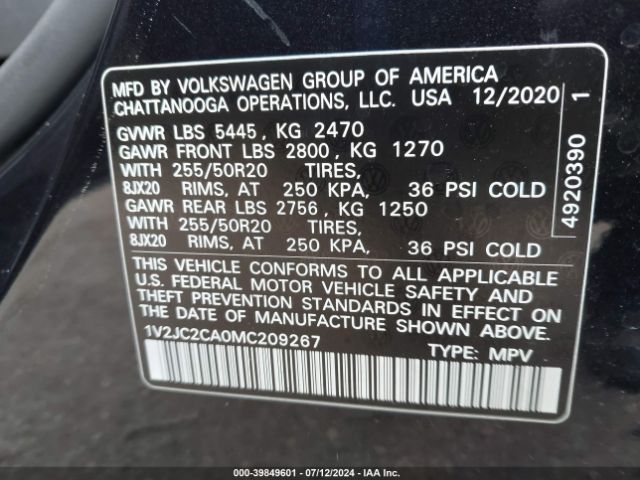 MFD BY VOLKSWAGEN GROUP OF AMERICA
CHATTANOOGA OPERATIONS, LLC. USA 12/2020
GVWR LBS 5445, KG 2470
GAWR FRONT LBS 2800, KG 1270
WITH 255/50R20 TIRES,
8JX20 RIMS, AT 250 KPA, 36 PSI COLD
GAWR REAR LBS 2756, KG 1250
WITH 255/50R20 TIRES,
8JX20 RIMS, AT 250 KPA, 36 PSI COLD
THIS VEHICLE CONFORMS TO ALL APPLICABLE
U.S. FEDERAL MOTOR VEHICLE SAFETY AND
THEFT PREVENTION STANDARDS IN EFFECT ON
THE DATE OF MANUFACTURE SHOWN ABOVE.
1V2JC2CA0MC209267 TYPE: MPV
4920390 1
000-39849601 - 07/12/2024 - IAA Inc.